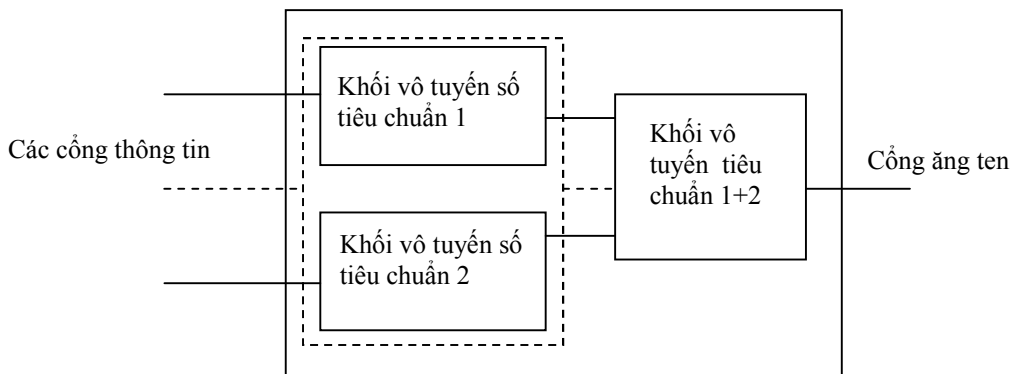 Khối vô tuyến số
tiêu chuẩn 1
Các cổng thông tin
Khối vô
tuyến tiêu
chuẩn 1+2
Cổng ăng ten
Khối vô tuyến số
tiêu chuẩn 2